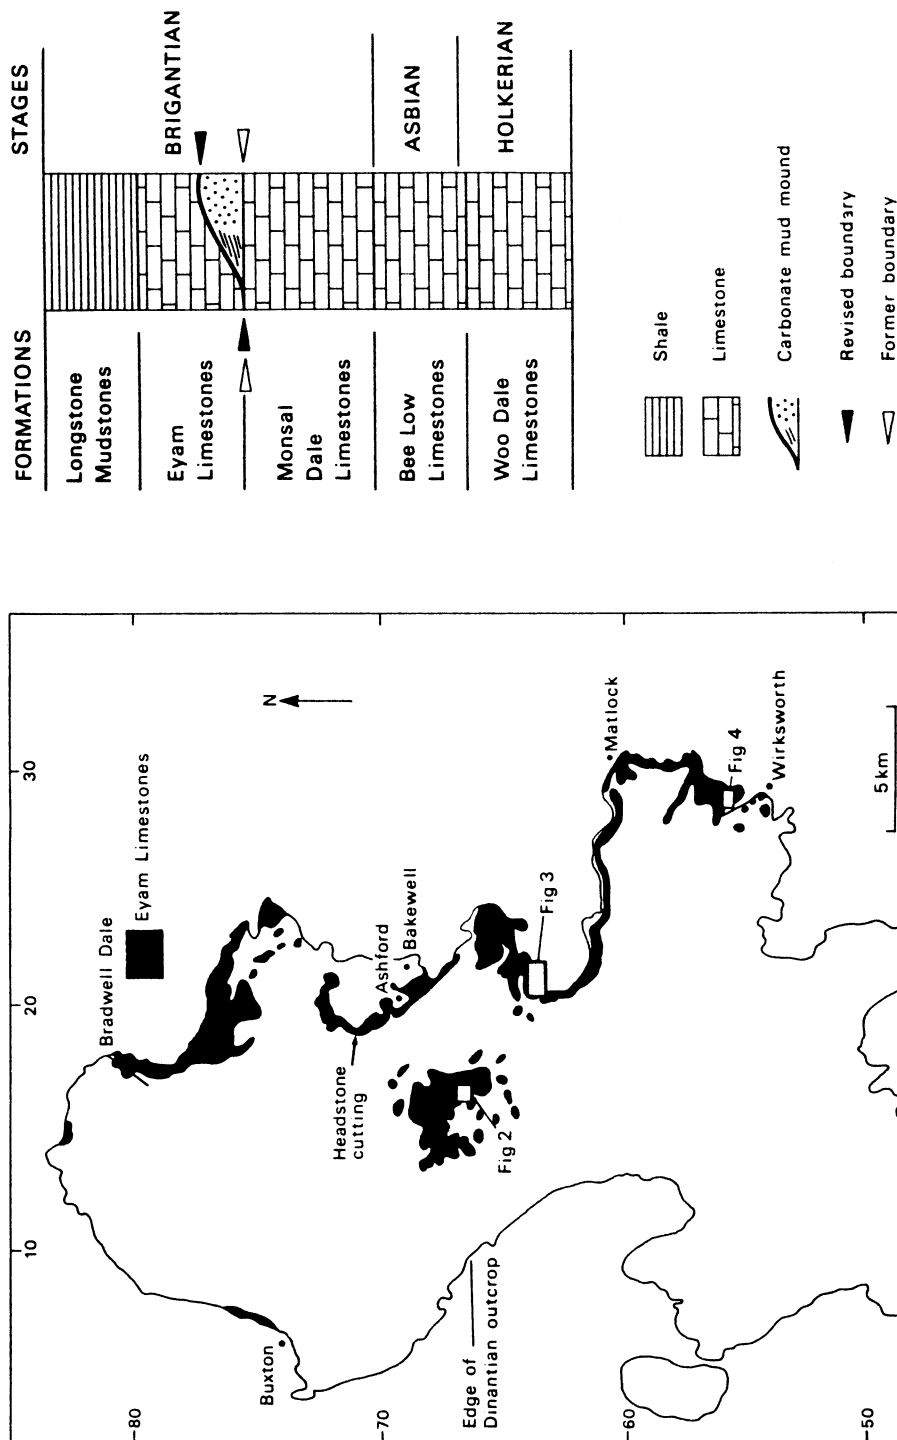 FORMATIONS
STAGES
Longstone
Mudstones
Eyam
Limestones
Monsal
Dale
Limestones
Bee Low
Limestones
Woo Dale
Limestones
BRIGANTIAN
ASBIAN
HOLKERIAN
Shale
Limestone
Carbonate mud mound
Revised boundary
Former boundary
10
20
30
80
70
60
50
N
Bradwell Dale
Eyam Limestones
Buxton
Headstone
cutting
Ashford
Bakewell
Fig 2
Fig 3
Matlock
Fig 4
Wirksworth
Edge of
Dinantian outcrop
5km